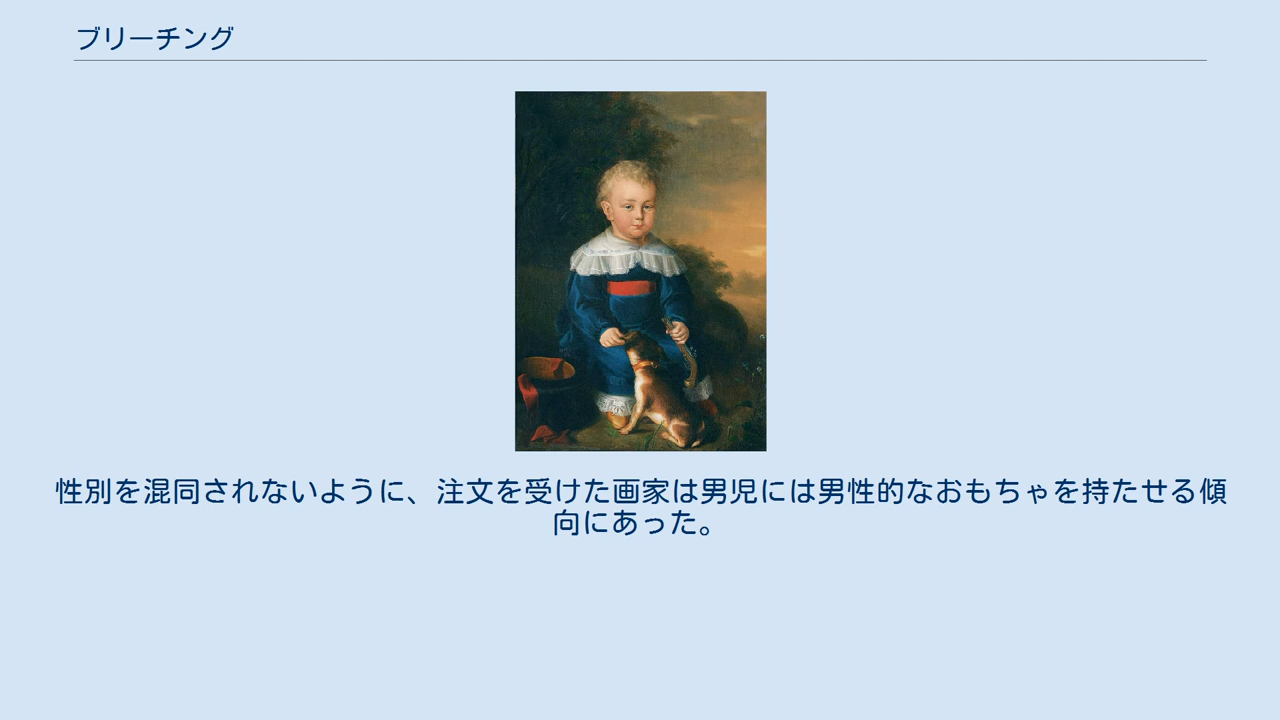 ブリーチング
性別を混同されないように、注文を受けた画家は男児には男性的なおもちゃを持たせる傾
向にあった。